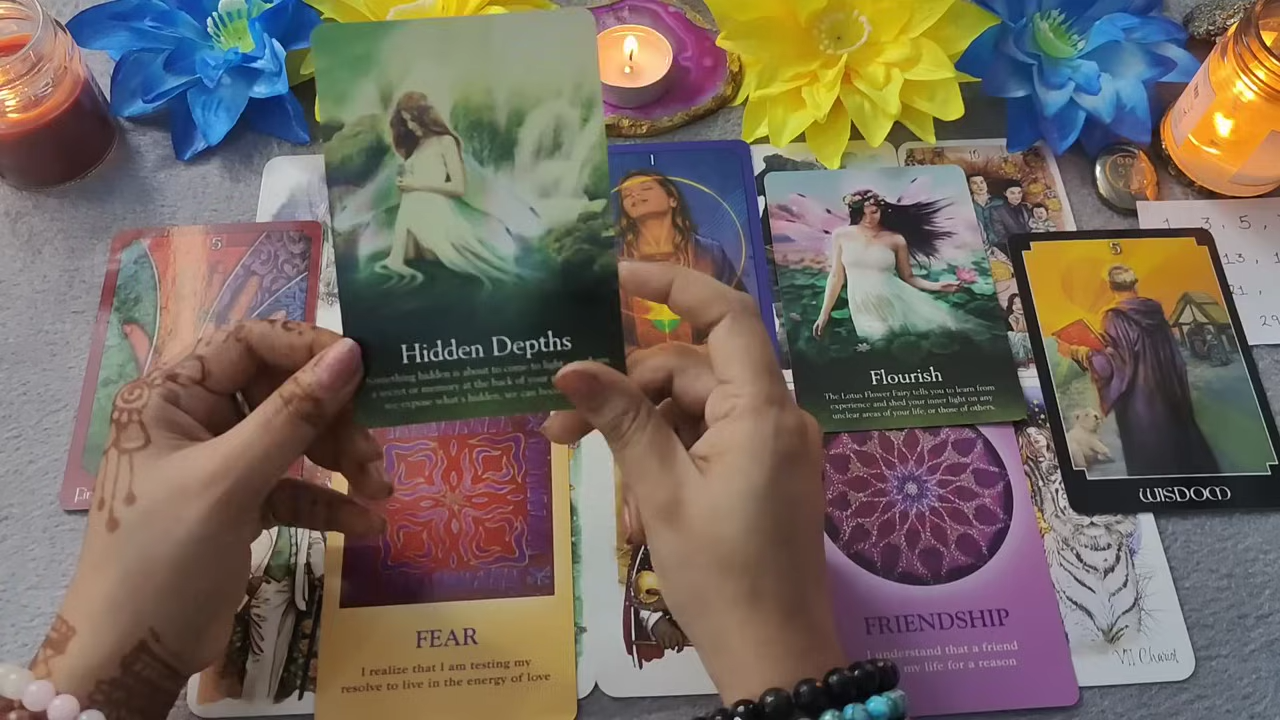 5
Hidden Depths
Something hidden is about to come to
a secret or memory at the back of your
we expose what's hidden, we can
Flourish
The Lotus Flower Fairy tells you to learn from
experience and shed your inner light on any
unclear areas of your life, or those of others.
10
5
WISDOM
1, 3, 5,
13, 1
21,
29
FEAR
I realize that I am testing my
resolve to live in the energy of love
FRIENDSHIP
I understand that a friend
my life for a reason
VII Chariot